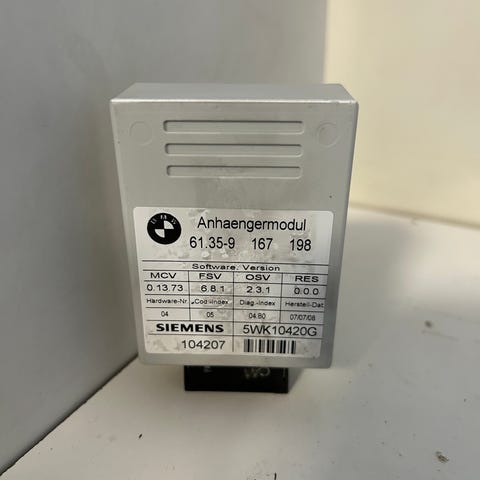 BMW
Anhaengermodul
61.35-9 167 198
Software. Version
MCV FSV OSV RES
0.13.73 6.8.1 2.3.1 0.0.0
Hardware-Nr. Cod-Index Diag.-Index Herstell-Dat.
04 05 04.60 07/07/08
SIEMENS 5WK10420G
104207